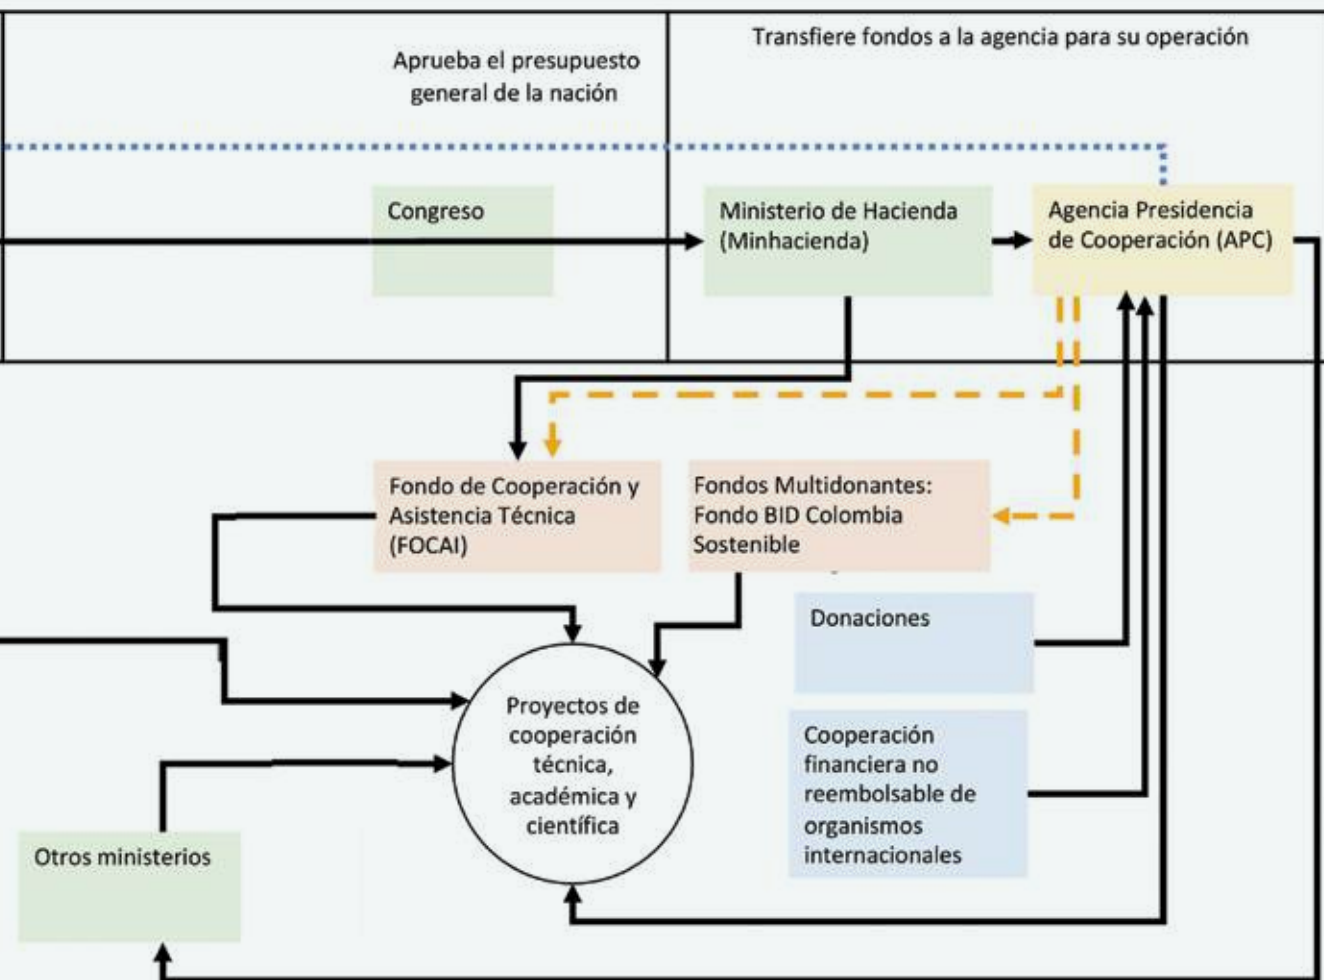 Aprueba el presupuesto
general de la nación
Transfiere fondos a la agencia para su operación
Congreso
Ministerio de Hacienda
(Minhacienda)
Agencia Presidencia
de Cooperación (APC)
Fondo de Cooperación y
Asistencia Técnica
(FOCAI)
Fondos Multidonantes:
Fondo BID Colombia
Sostenible
Donaciones
Proyectos de
cooperación
técnica,
académica y
científica
Cooperación
financiera no
reembolsable de
organismos
internacionales
Otros ministerios